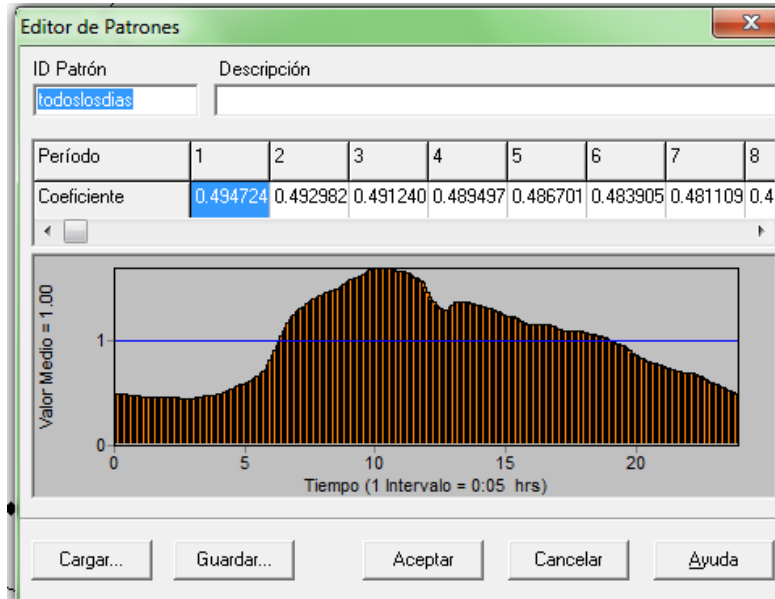 Editor de Patrones
ID Patrón Descripción
todoslosdias
Período 1 2 3 4 5 6 7 8
Coeficiente 0.494724 0.492982 0.491240 0.489497 0.486701 0.483905 0.481109 0.4
Valor Medio = 1.00
1
0
0 5 10 15 20
Tiempo (1 Intervalo = 0:05 hrs)
Cargar... Guardar... Aceptar Cancelar Ayuda